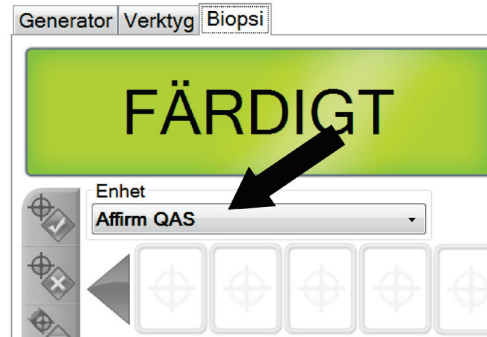 Generator Verktyg Biopsi
FÄRDIGT
Enhet
Affirm QAS